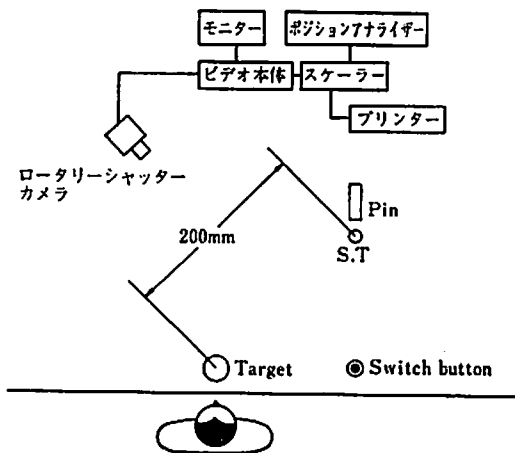 モニター
ポジションアナライザー
ビデオ本体
スケーラー
プリンター
ロータリーシャッター
カメラ
Pin
200mm
S.T
Target
Switch button